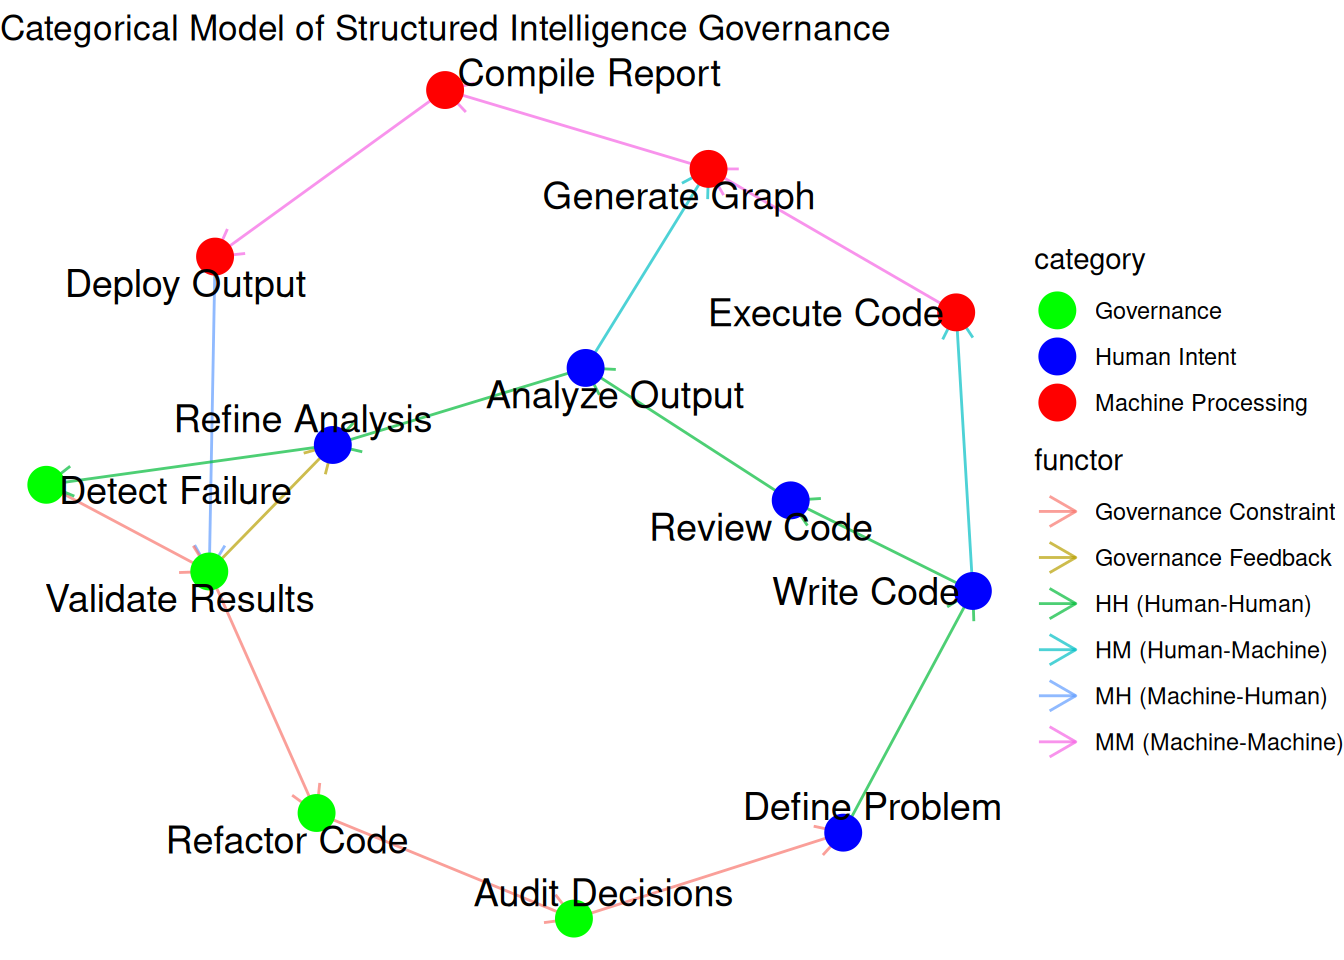 Categorical Model of Structured Intelligence Governance
Compile Report
Generate Graph
Deploy Output
Execute Code
Analyze Output
Refine Analysis
Detect Failure
Review Code
Validate Results
Write Code
Define Problem
Refactor Code
Audit Decisions
category
Governance
Human Intent
Machine Processing
functor
Governance Constraint
Governance Feedback
HH (Human-Human)
HM (Human-Machine)
MH (Machine-Human)
MM (Machine-Machine)